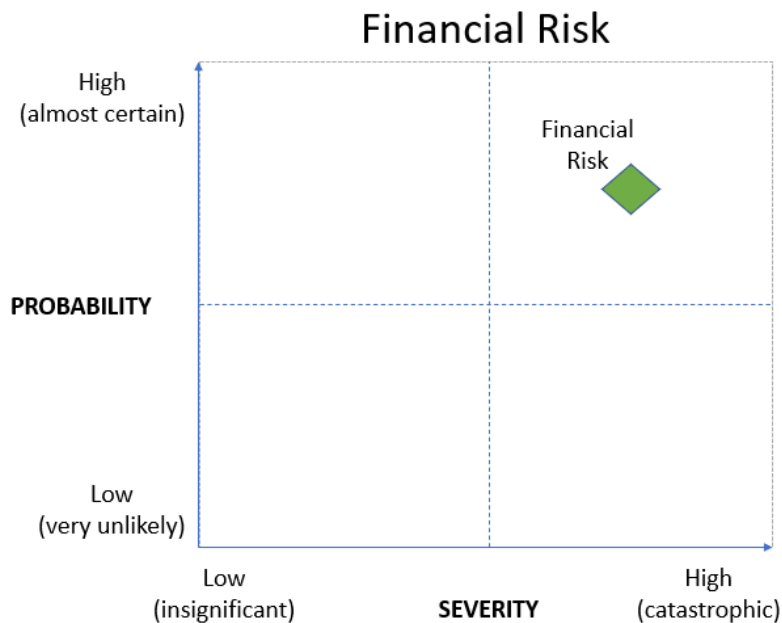 Financial Risk
High
(almost certain)
Financial
Risk
PROBABILITY
Low
(very unlikely)
Low
(insignificant)
SEVERITY
High
(catastrophic)